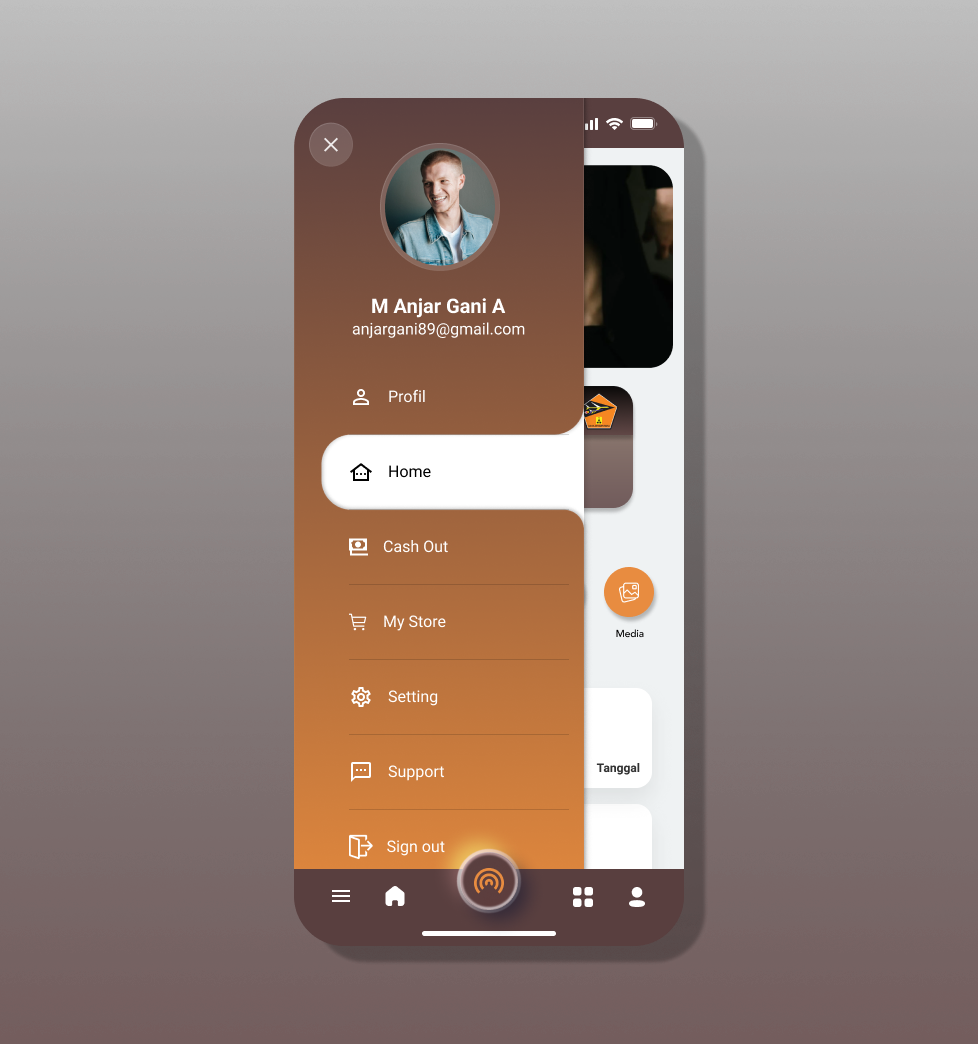 M Anjar Gani A
anjargani89@gmail.com
Profil
Home
Cash Out
My Store
Setting
Support
Sign out
Media
Tanggal